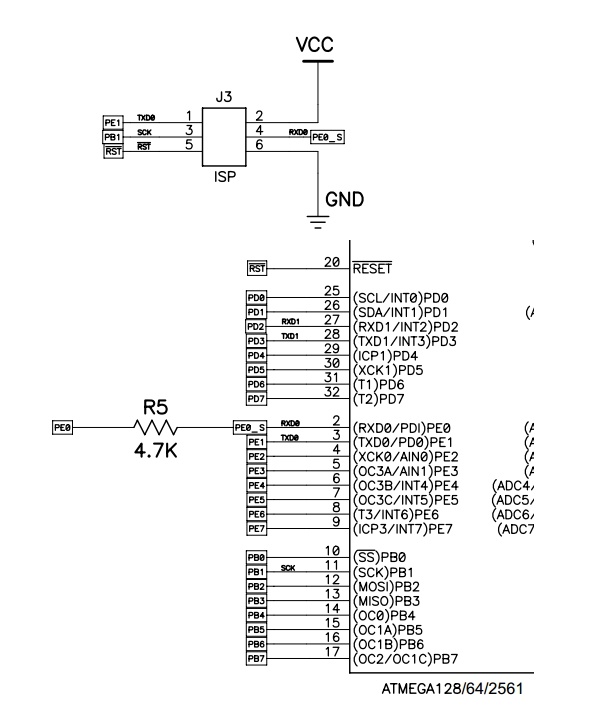 VCC
J3
PE1 TXD0 1 2
PB1 SCK 3 4 RXD0 PE0_S
RST RST 5 6
ISP
GND
RST 20 RESET
PD0 25 (SCL/INT0)PD0
PD1 26 (SDA/INT1)PD1 (A
PD2 RXD1 27 (RXD1/INT2)PD2
PD3 TXD1 28 (TXD1/INT3)PD3
PD4 29 (ICP1)PD4
PD5 30 (XCK1)PD5
PD6 31 (T1)PD6
PD7 32 (T2)PD7
R5
PE0 PE0_S RXD0 2 (RXD0/PDI)PE0 (A
4.7K
PE1 TXD0 3 (TXD0/PD0)PE1 (A
PE2 4 (XCK0/AIN0)PE2 (A
PE3 5 (OC3A/AIN1)PE3 (A
PE4 6 (OC3B/INT4)PE4 (ADC4/
PE5 7 (OC3C/INT5)PE5 (ADC5/
PE6 8 (T3/INT6)PE6 (ADC6/
PE7 9 (ICP3/INT7)PE7 (ADC7
PB0 10 (SS)PB0
PB1 SCK 11 (SCK)PB1
PB2 12 (MOSI)PB2
PB3 13 (MISO)PB3
PB4 14 (OC0)PB4
PB5 15 (OC1A)PB5
PB6 16 (OC1B)PB6
PB7 17 (OC2/OC1C)PB7
ATMEGA128/64/2561